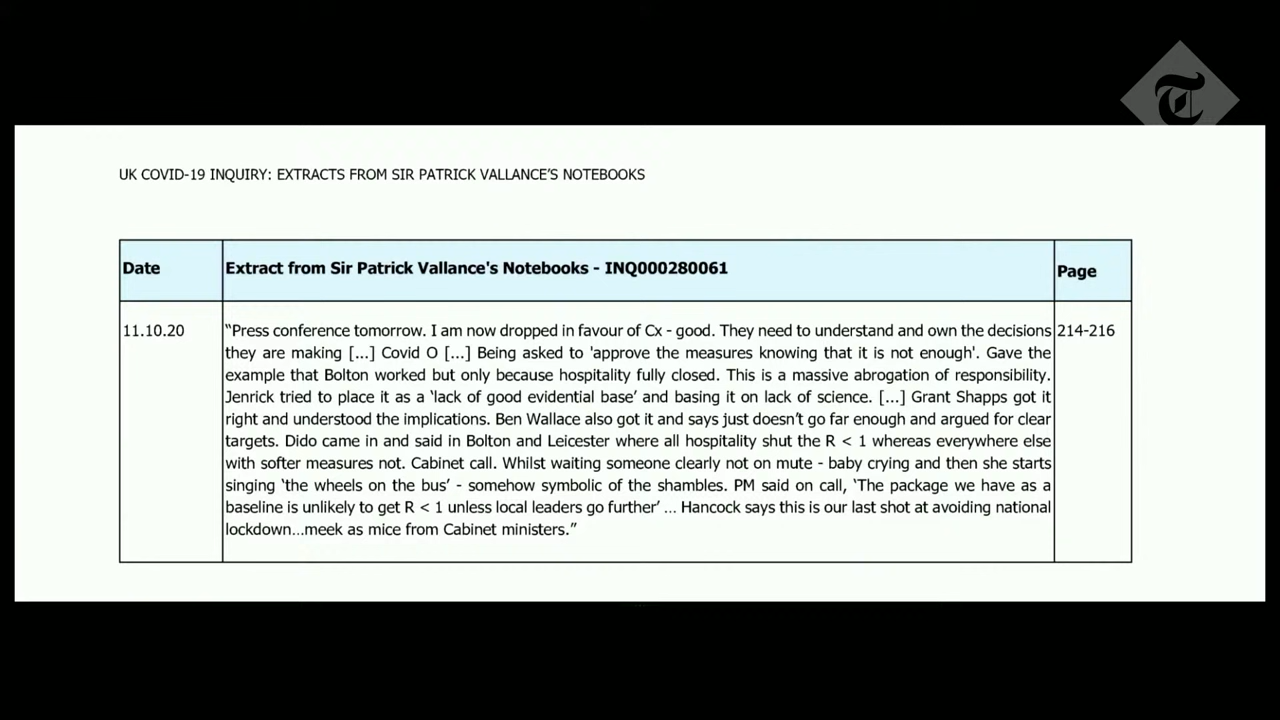 UK COVID-19 INQUIRY: EXTRACTS FROM SIR PATRICK VALLANCE'S NOTEBOOKS
Date
Extract from Sir Patrick Vallance's Notebooks - INQ000280061
Page
11.10.20
“Press conference tomorrow. I am now dropped in favour of Cx - good. They need to understand and own the decisions
they are making [...] Covid O [...] Being asked to 'approve the measures knowing that it is not enough'. Gave the
example that Bolton worked but only because hospitality fully closed. This is a massive abrogation of responsibility.
Jenrick tried to place it as a ‘lack of good evidential base’ and basing it on lack of science. [...] Grant Shapps got it
right and understood the implications. Ben Wallace also got it and says just doesn’t go far enough and argued for clear
targets. Dido came in and said in Bolton and Leicester where all hospitality shut the R < 1 whereas everywhere else
with softer measures not. Cabinet call. Whilst waiting someone clearly not on mute - baby crying and then she starts
singing ‘the wheels on the bus’ - somehow symbolic of the shambles. PM said on call, ‘The package we have as a
baseline is unlikely to get R < 1 unless local leaders go further’ … Hancock says this is our last shot at avoiding national
lockdown…meek as mice from Cabinet ministers.”
214-216